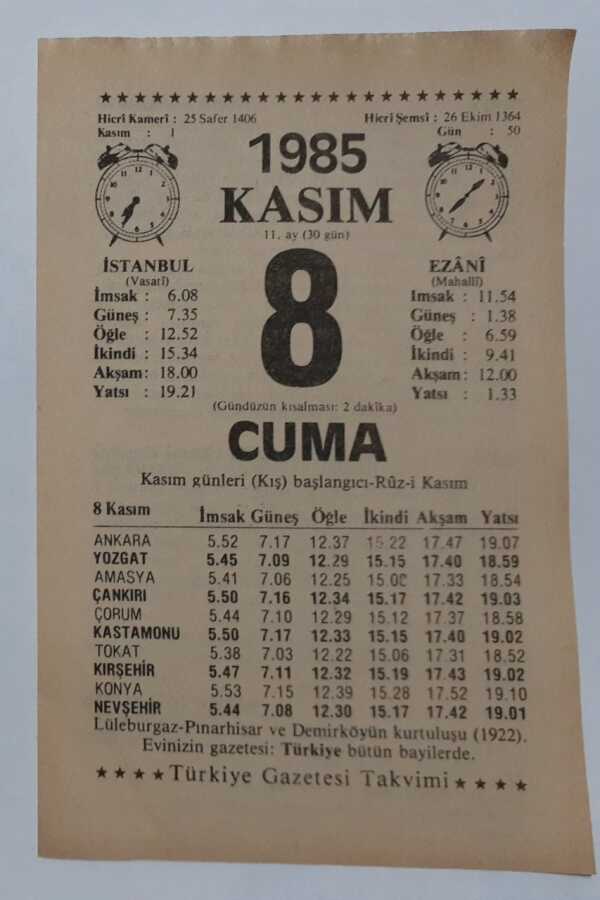 Hicrî Kamerî : 25 Safer 1406
Hicrî Şemsî : 26 Ekim 1364
Kasım : 1
Gün : 50
1985
KASIM
11. ay (30 gün)
8
(Gündüzün kısalması: 2 dakîka)
CUMA
İSTANBUL
(Vasatî)
İmsak : 6.08
Güneş : 7.35
Öğle : 12.52
İkindi : 15.34
Akşam: 18.00
Yatsı : 19.21
EZÂNÎ
(Mahallî)
Imsak : 11.54
Güneş : 1.38
Öğle : 6.59
İkindi : 9.41
Akşam: 12.00
Yatsı : 1.33
Kasım günleri (Kış) başlangıcı-Rûz-i Kasım
8 Kasım İmsak Güneş Öğle İkindi Akşam Yatsı
ANKARA 5.52 7.17 12.37 15.22 17.47 19.07
YOZGAT 5.45 7.09 12.29 15.15 17.40 18.59
AMASYA 5.41 7.06 12.25 15.0C 17.33 18.54
ÇANKIRI 5.50 7.16 12.34 15.17 17.42 19.03
ÇORUM 5.44 7.10 12.29 15.12 17.37 18.58
KASTAMONU 5.50 7.17 12.33 15.15 17.40 19.02
TOKAT 5.38 7.03 12.22 15.06 17.31 18.52
KIRŞEHİR 5.47 7.11 12.32 15.19 17.43 19.02
KONYA 5.53 7.15 12.39 15.28 17.52 19.10
NEVŞEHİR 5.44 7.08 12.30 15.17 17.42 19.01
Lüleburgaz-Pınarhisar ve Demirköyün kurtuluşu (1922).
Evinizin gazetesi: Türkiye bütün bayilerde.
Türkiye Gazetesi Takvimi